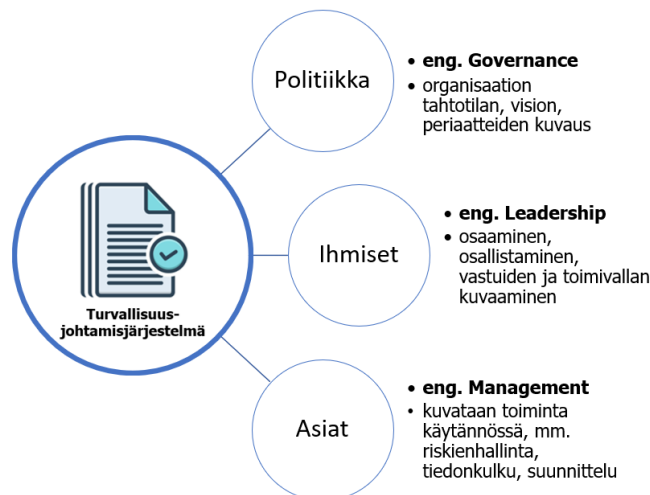 Turvallisuus-
johtamisjärjestelmä
Politiikka
• eng. Governance
• organisaation
tahtotilan, vision,
periaatteiden kuvaus
Ihmiset
• eng. Leadership
• osaaminen,
osallistaminen,
vastuiden ja toimivallan
kuvaaminen
Asiat
• eng. Management
• kuvataan toiminta
käytännössä, mm.
riskienhallinta,
tiedonkulku, suunnittelu